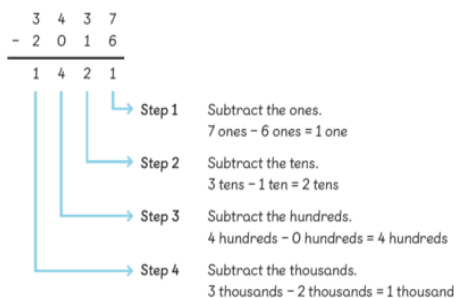 3 4 3 7
- 2 0 1 6
1 4 2 1
Step 1 Subtract the ones.
7 ones - 6 ones = 1 one
Step 2 Subtract the tens.
3 tens - 1 ten = 2 tens
Step 3 Subtract the hundreds.
4 hundreds - 0 hundreds = 4 hundreds
Step 4 Subtract the thousands.
3 thousands - 2 thousands = 1 thousand